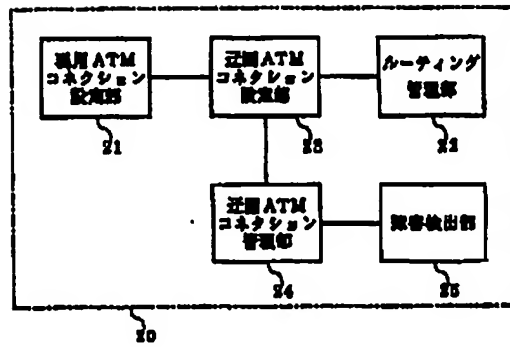 現用ATM
コネクション
設定部
21
迂回ATM
コネクション
設定部
23
ルーティング
管理部
22
迂回ATM
コネクション
管理部
24
障害検出部
25
20